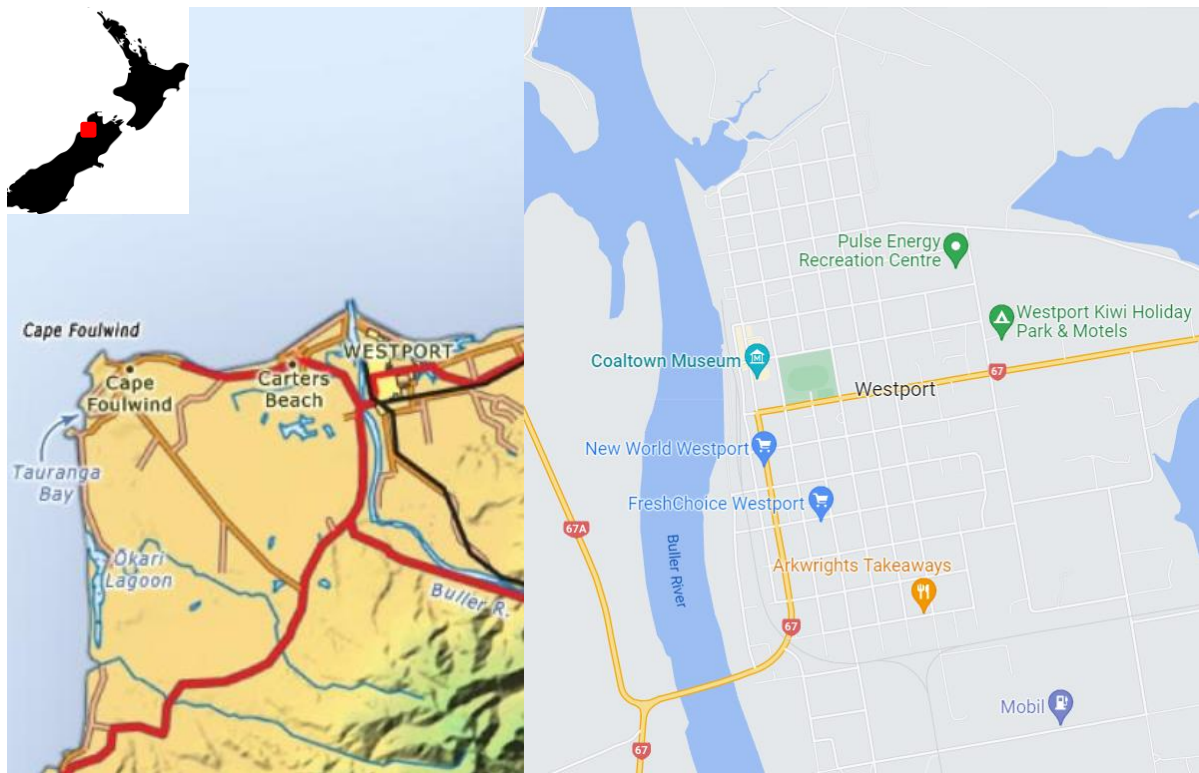 Cape Foulwind
WESTPORT
Cape
Foulwind
Carters
Beach
Tauranga
Bay
Ōkari
Lagoon
Buller R.
Pulse Energy
Recreation Centre
Westport Kiwi Holiday
Park & Motels
Coaltown Museum
67
Westport
New World Westport
FreshChoice Westport
67A
Buller River
Arkwrights Takeaways
67
Mobil
67